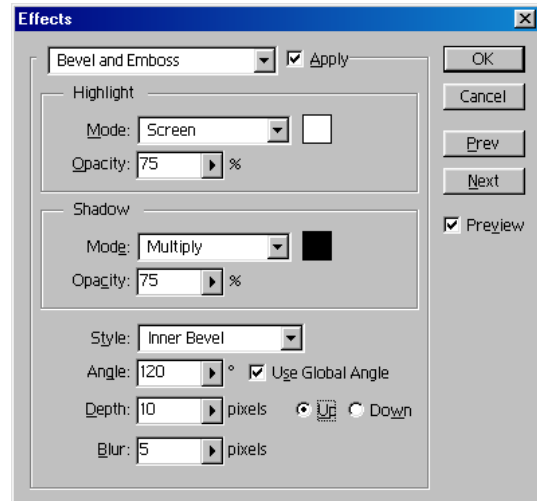 Effects
Bevel and Emboss Apply OK
Highlight Cancel
Mode: Screen
Prev
Opacity: 75 %
Next
Shadow
Preview
Mode: Multiply
Opacity: 75 %
Style: Inner Bevel
Angle: 120 ° Use Global Angle
Depth: 10 pixels Up Down
Blur: 5 pixels